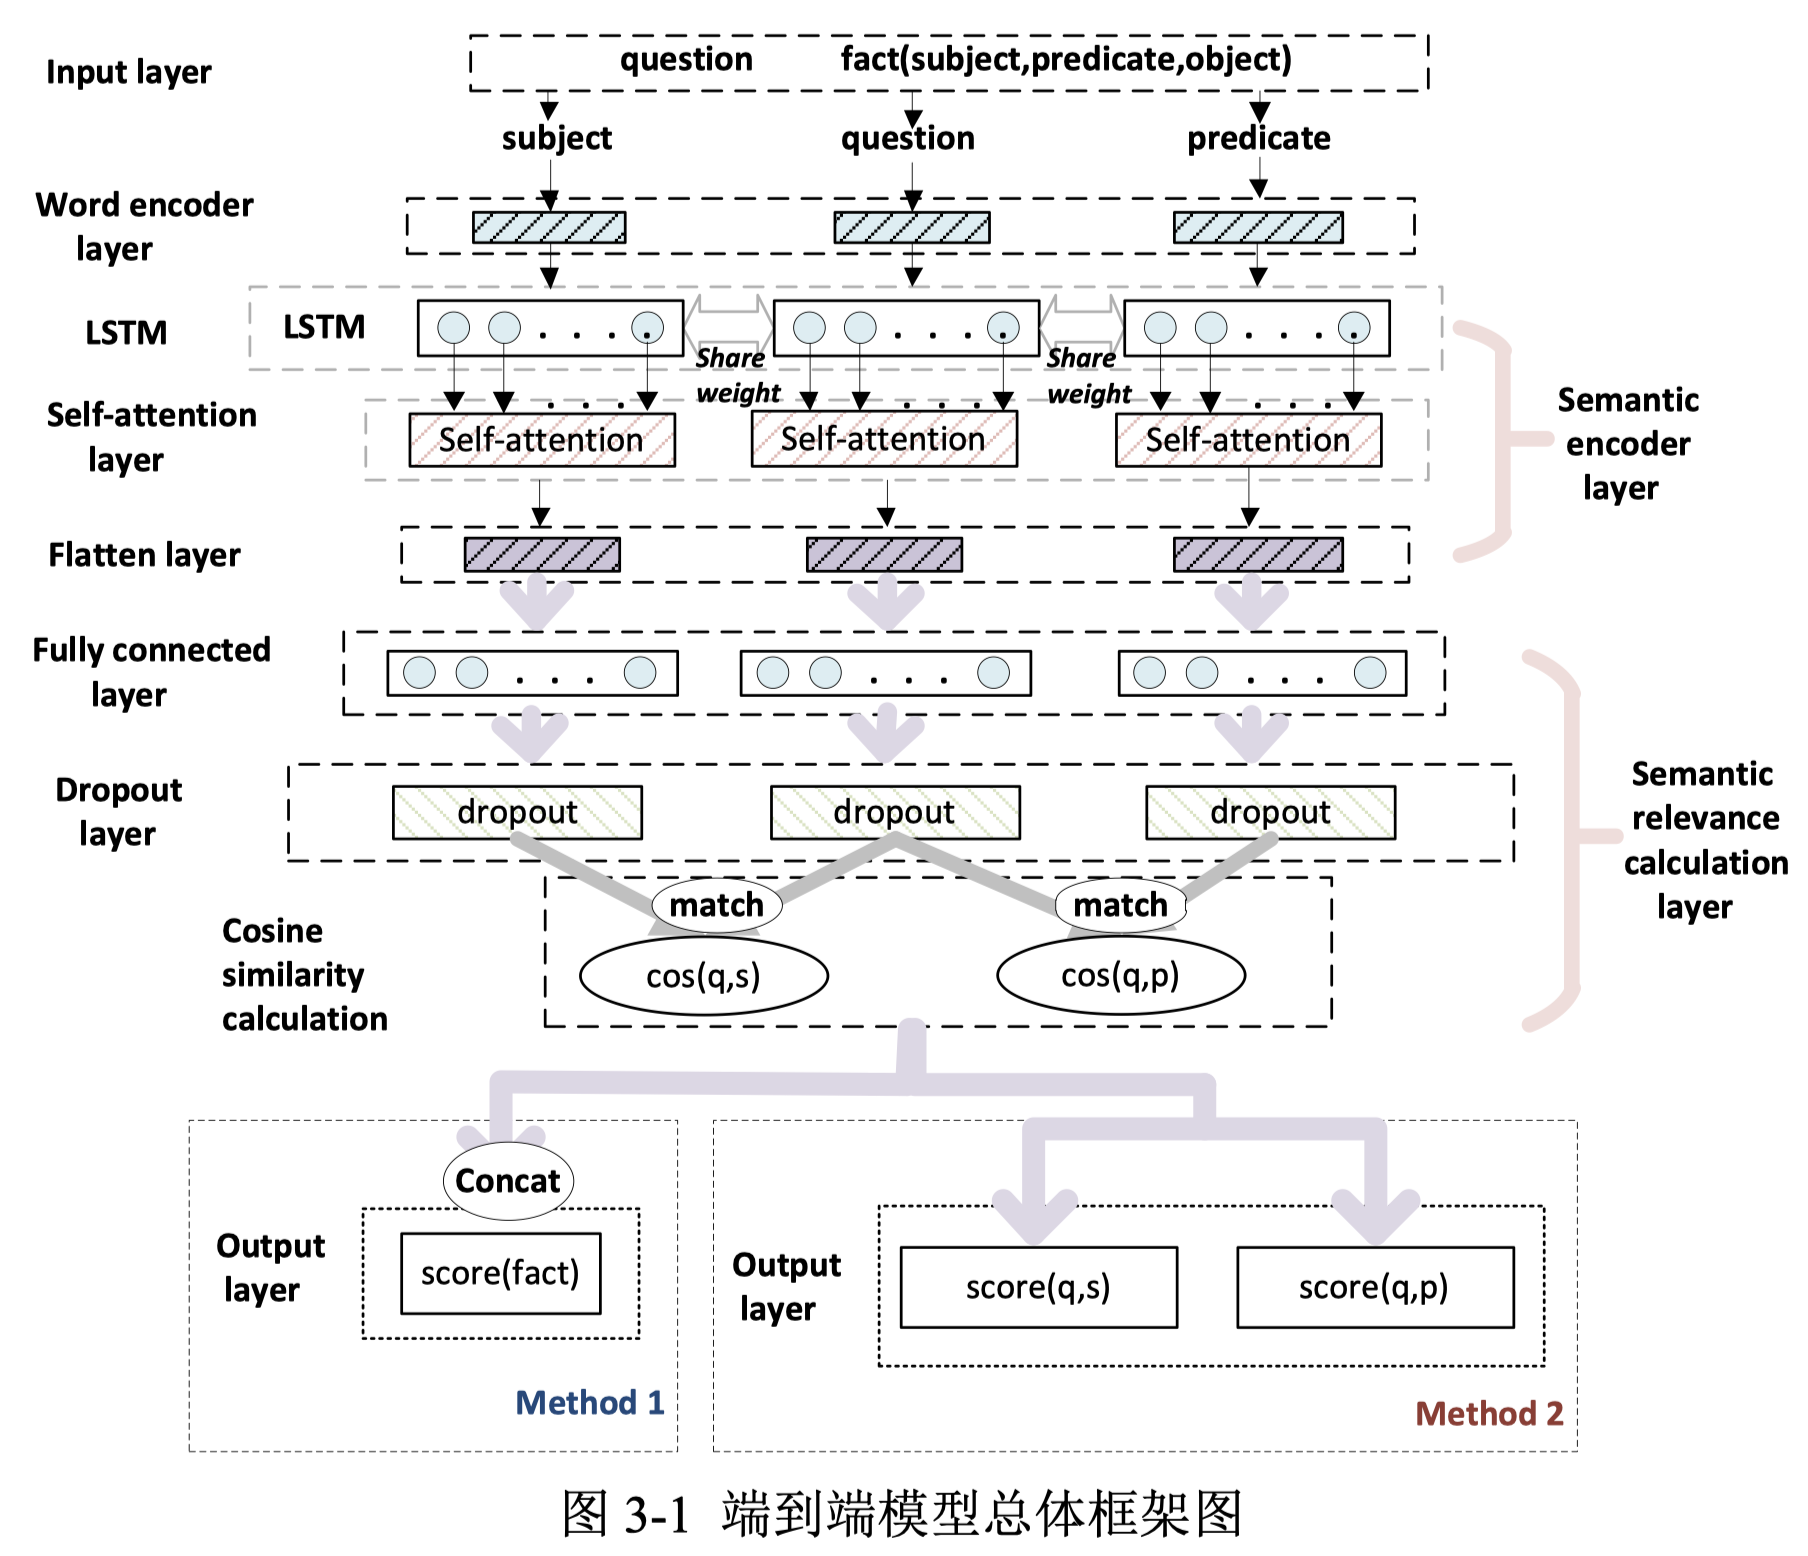 Input layer
question fact(subject,predicate,object)
subject question predicate
Word encoder
layer
LSTM
LSTM
Share
weight
Share
weight
Self-attention
layer
Self-attention Self-attention Self-attention
Semantic
encoder
layer
Flatten layer
Fully connected
layer
Dropout
layer
dropout dropout dropout
Semantic
relevance
calculation
layer
match match
Cosine
similarity
calculation
cos(q,s) cos(q,p)
Concat
Output
layer
score(fact)
Method 1
Output
layer
score(q,s) score(q,p)
Method 2
图 3-1 端到端模型总体框架图